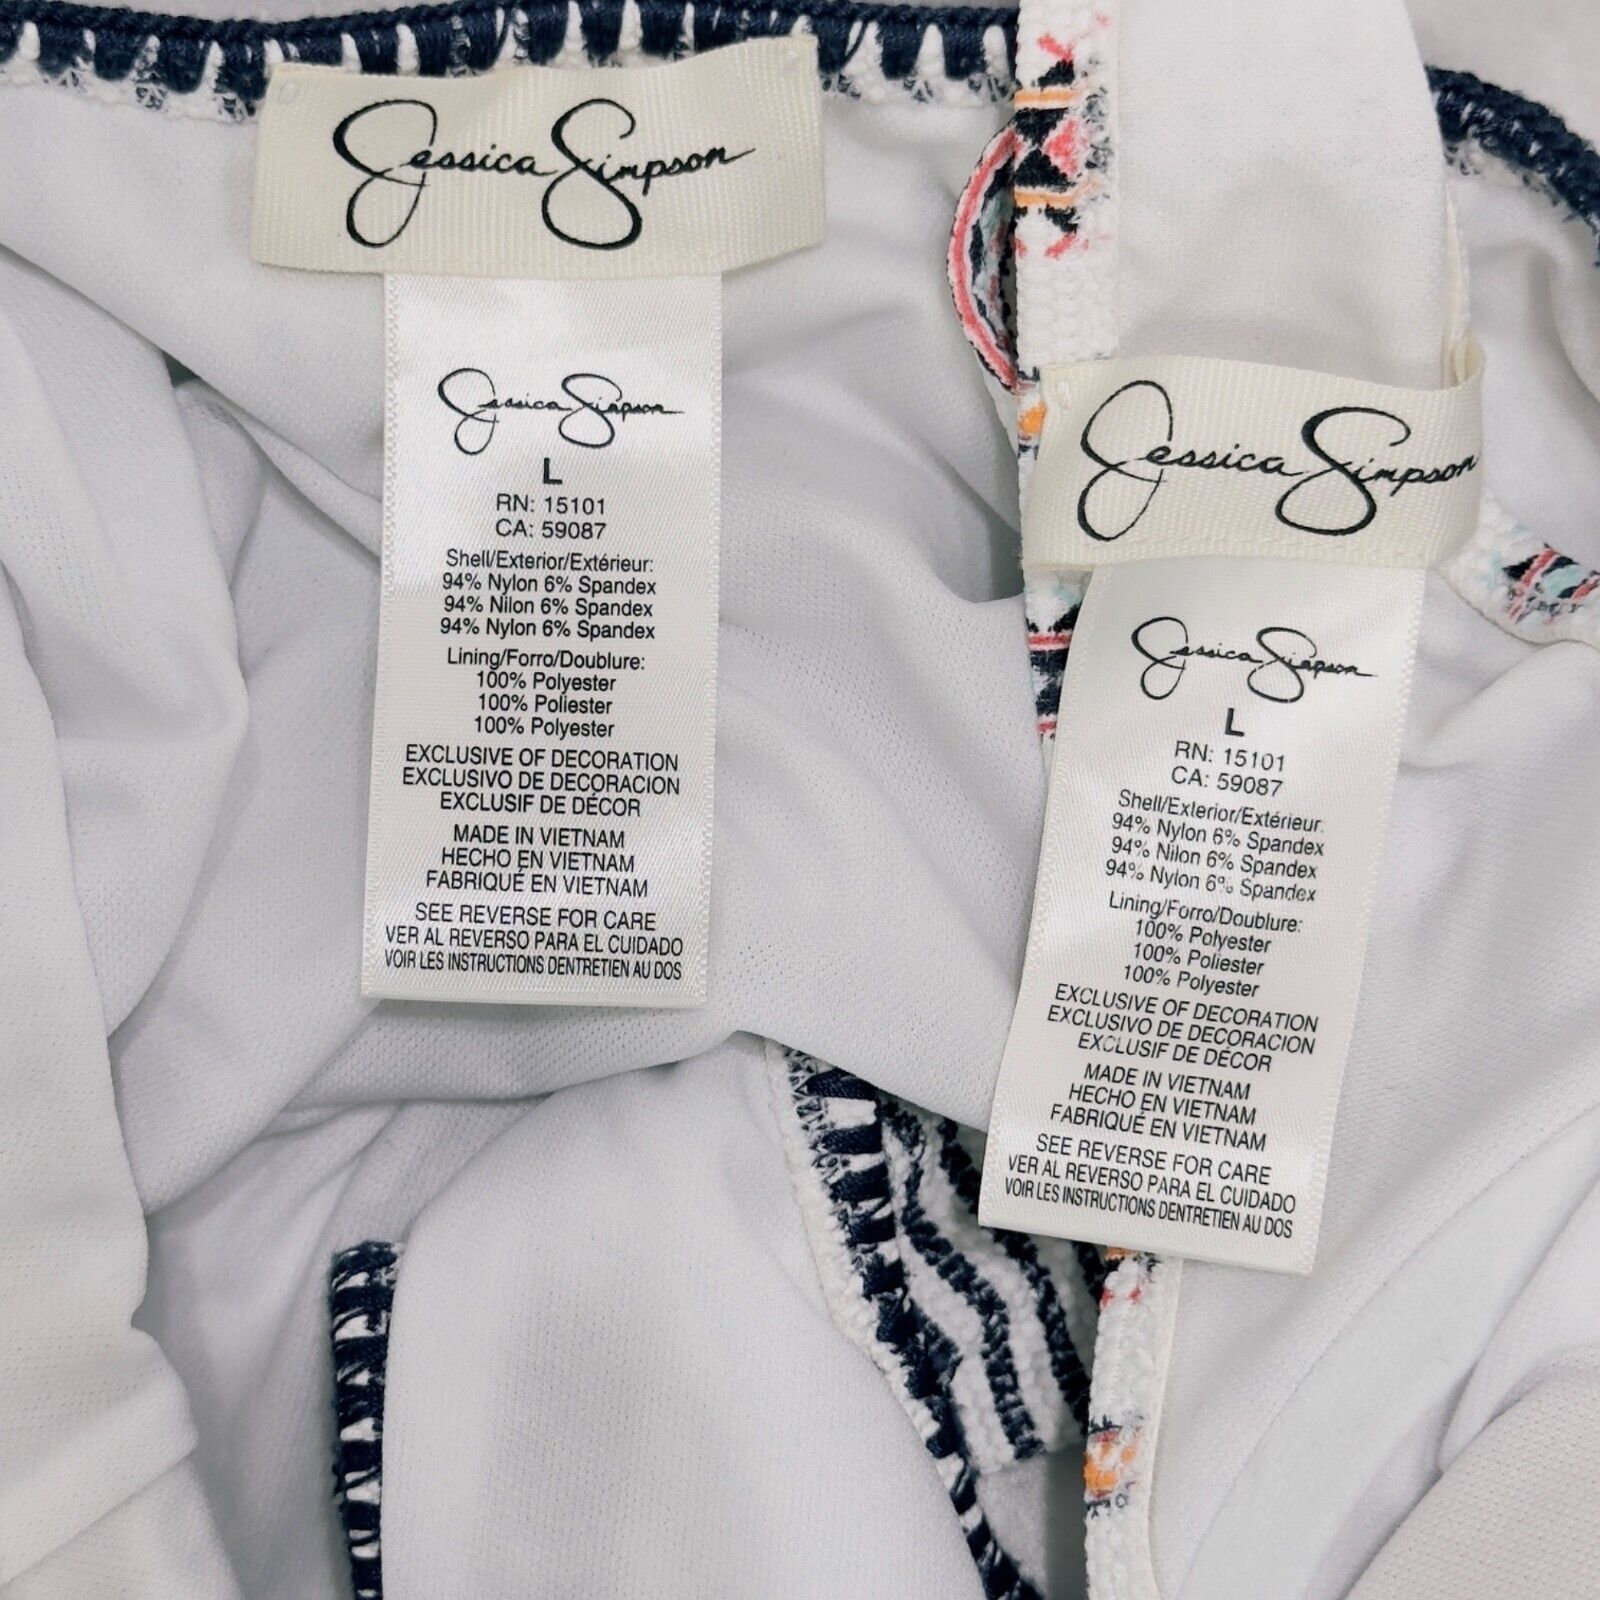 Jessica Simpson
Jessica Simpson
L
RN: 15101
CA: 59087
Shell/Exterior/Extérieur:
94% Nylon 6% Spandex
94% Nilon 6% Spandex
94% Nylon 6% Spandex
Lining/Forro/Doublure:
100% Polyester
100% Poliester
100% Polyester
EXCLUSIVE OF DECORATION
EXCLUSIVO DE DECORACION
EXCLUSIF DE DÉCOR
MADE IN VIETNAM
HECHO EN VIETNAM
FABRIQUÉ EN VIETNAM
SEE REVERSE FOR CARE
VER AL REVERSO PARA EL CUIDADO
VOIR LES INSTRUCTIONS DENTRETIEN AU DOS
Jessica Simpson
Jessica Simpson
L
RN: 15101
CA: 59087
Shell/Exterior/Extérieur:
94% Nylon 6% Spandex
94% Nilon 6% Spandex
94% Nylon 6% Spandex
Lining/Forro/Doublure:
100% Polyester
100% Poliester
100% Polyester
EXCLUSIVE OF DECORATION
EXCLUSIVO DE DECORACION
EXCLUSIF DE DÉCOR
MADE IN VIETNAM
HECHO EN VIETNAM
FABRIQUÉ EN VIETNAM
SEE REVERSE FOR CARE
VER AL REVERSO PARA EL CUIDADO
VOIR LES INSTRUCTIONS DENTRETIEN AU DOS